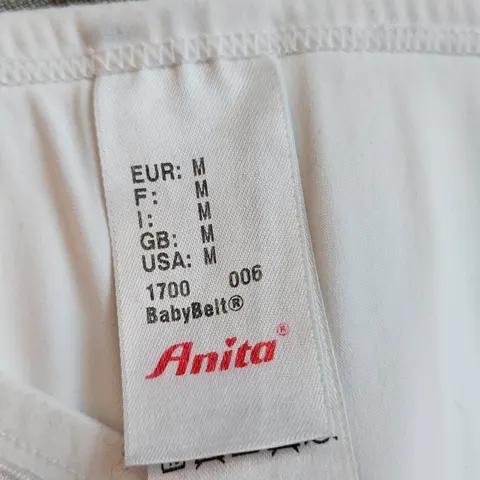 EUR: M
F: M
I: M
GB: M
USA: M
1700 006
BabyBelt®
Anita®